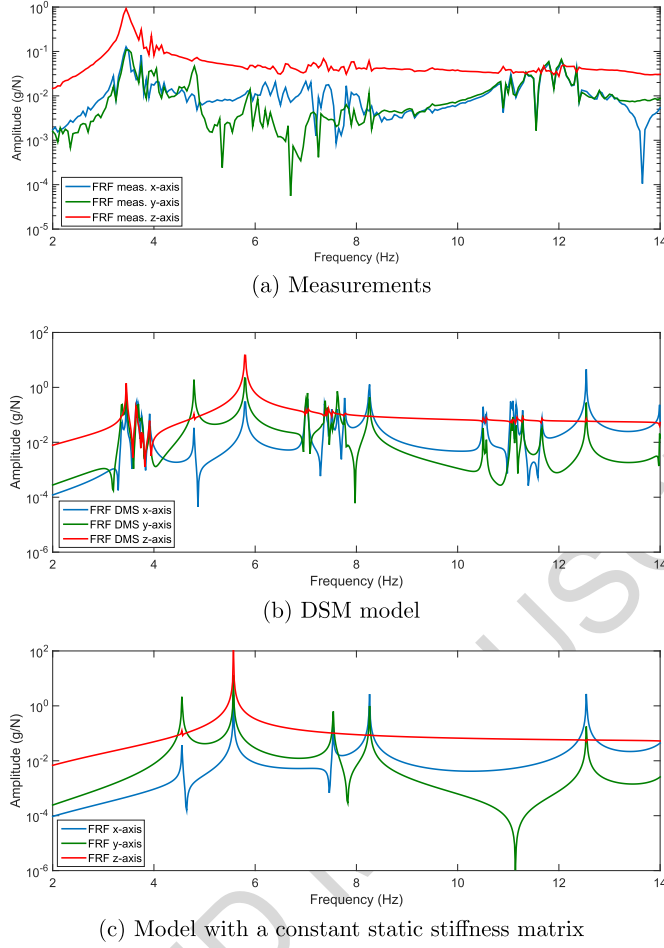 10^0
10^-1
10^-2
10^-3
10^-4
10^-5
Amplitude (g/N)
FRF meas. x-axis
FRF meas. y-axis
FRF meas. z-axis
2 4 6 8 10 12 14
Frequency (Hz)
(a) Measurements
10^2
10^0
10^-2
10^-4
10^-6
Amplitude (g/N)
FRF DMS x-axis
FRF DMS y-axis
FRF DMS z-axis
2 4 6 8 10 12 14
Frequency (Hz)
(b) DSM model
10^2
10^0
10^-2
10^-4
10^-6
Amplitude (g/N)
FRF x-axis
FRF y-axis
FRF z-axis
2 4 6 8 10 12 14
Frequency (Hz)
(c) Model with a constant static stiffness matrix